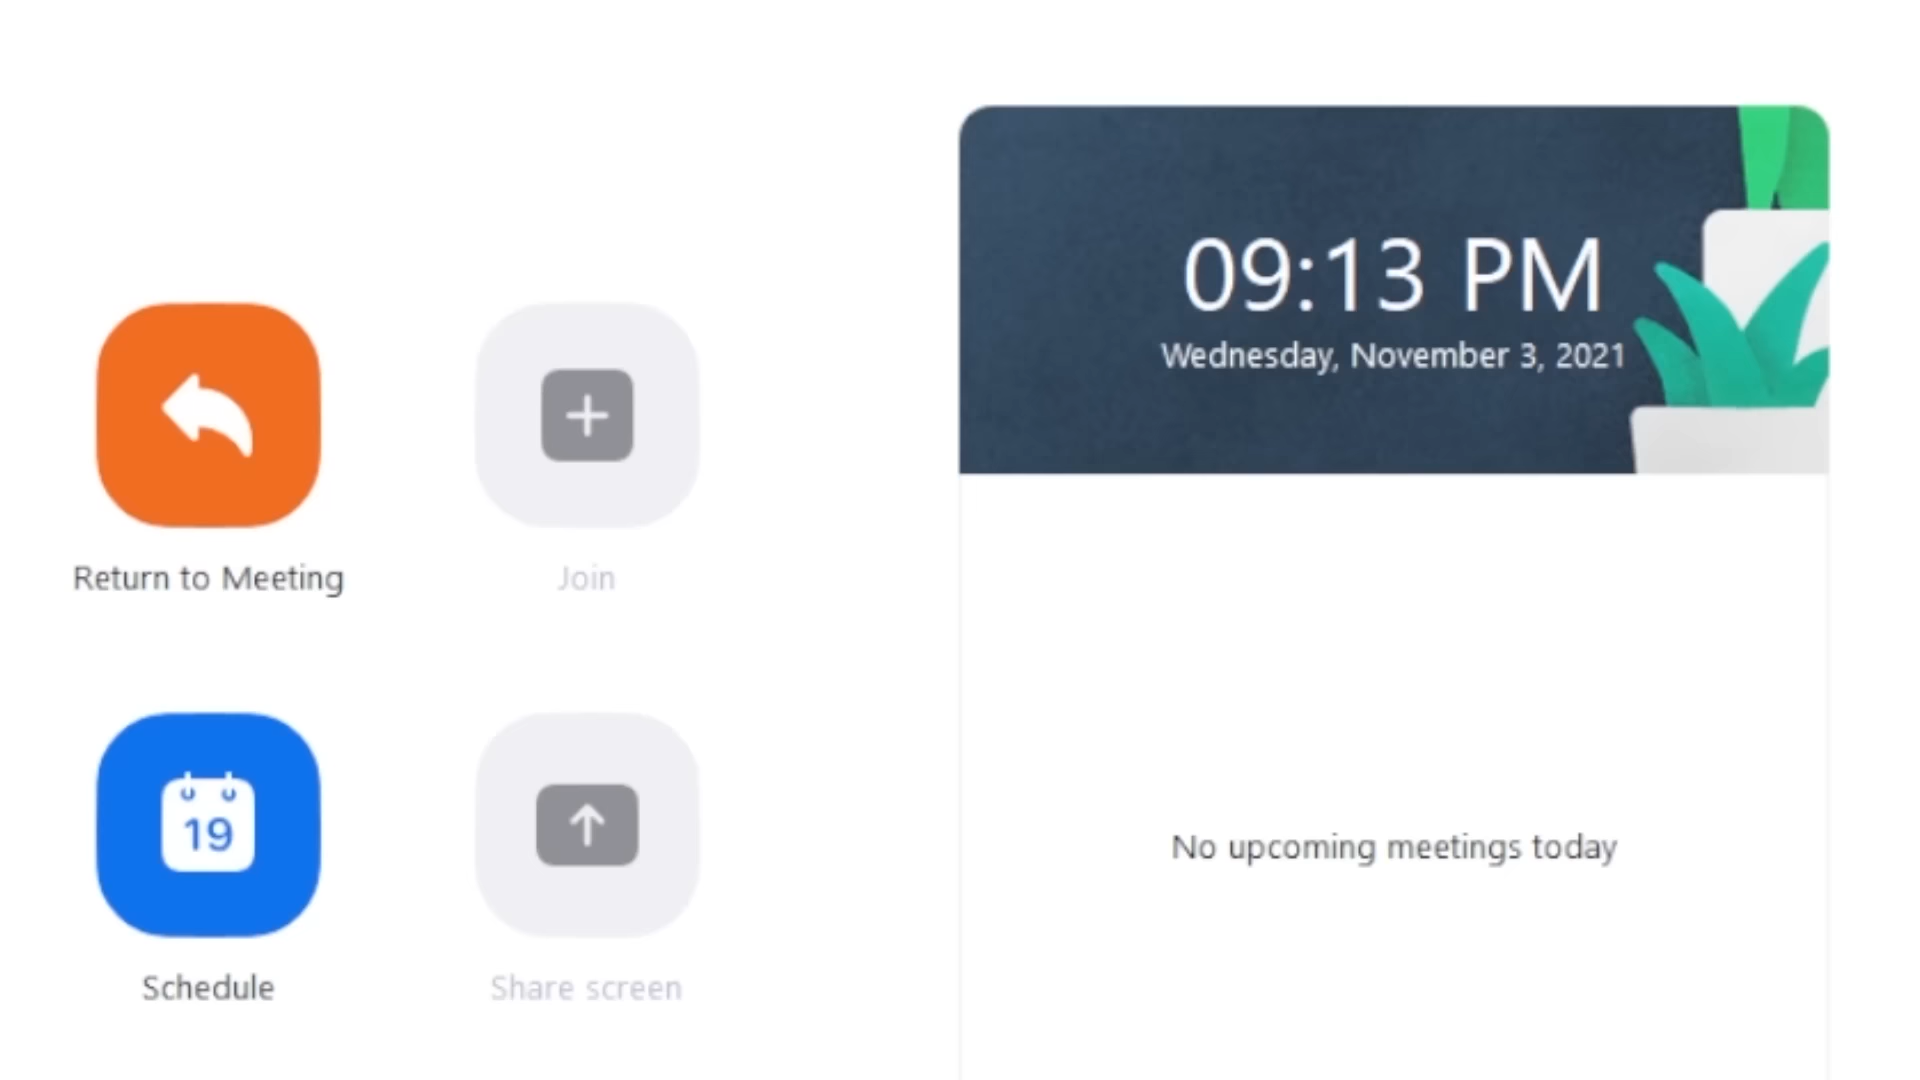 09:13 PM
Wednesday, November 3, 2021
Return to Meeting
Join
19
Schedule
Share screen
No upcoming meetings today